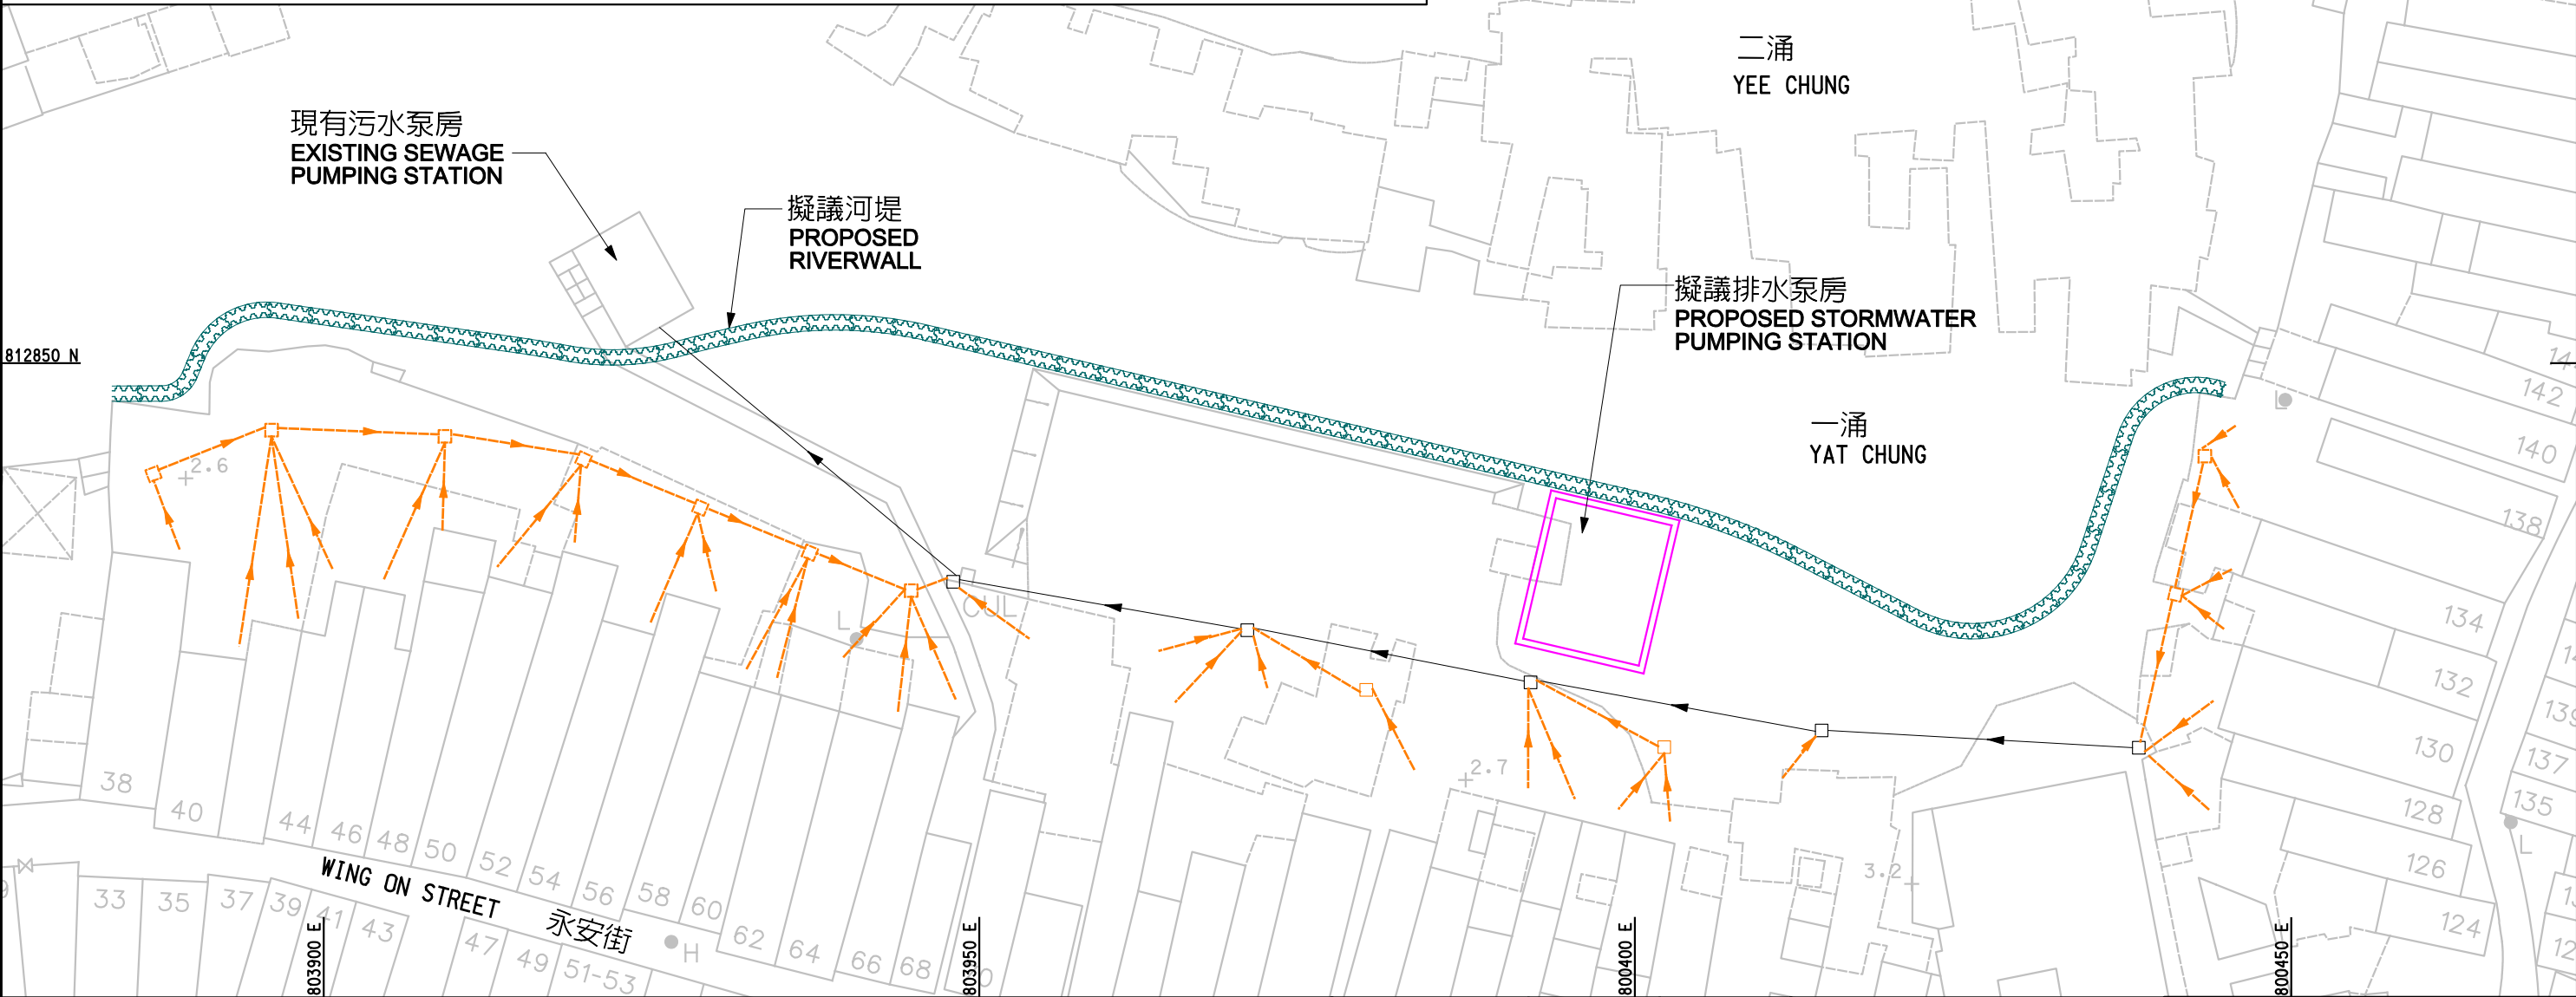 二涌
YEE CHUNG
現有污水泵房
EXISTING SEWAGE
PUMPING STATION
擬議河堤
PROPOSED
RIVERWALL
擬議排水泵房
PROPOSED STORMWATER
PUMPING STATION
812850 N
一涌
YAT CHUNG
142
140
138
134
132
130
128
126
124
137
135
L
L
L
2.6
CUL
2.7
3.2
38
40
44
46
48
50
52
54
56
58
60
62
64
66
68
WING ON STREET
永安街
H
33
35
37
39
41
43
47
49
51-53
803900 E
803950 E
800400 E
800450 E